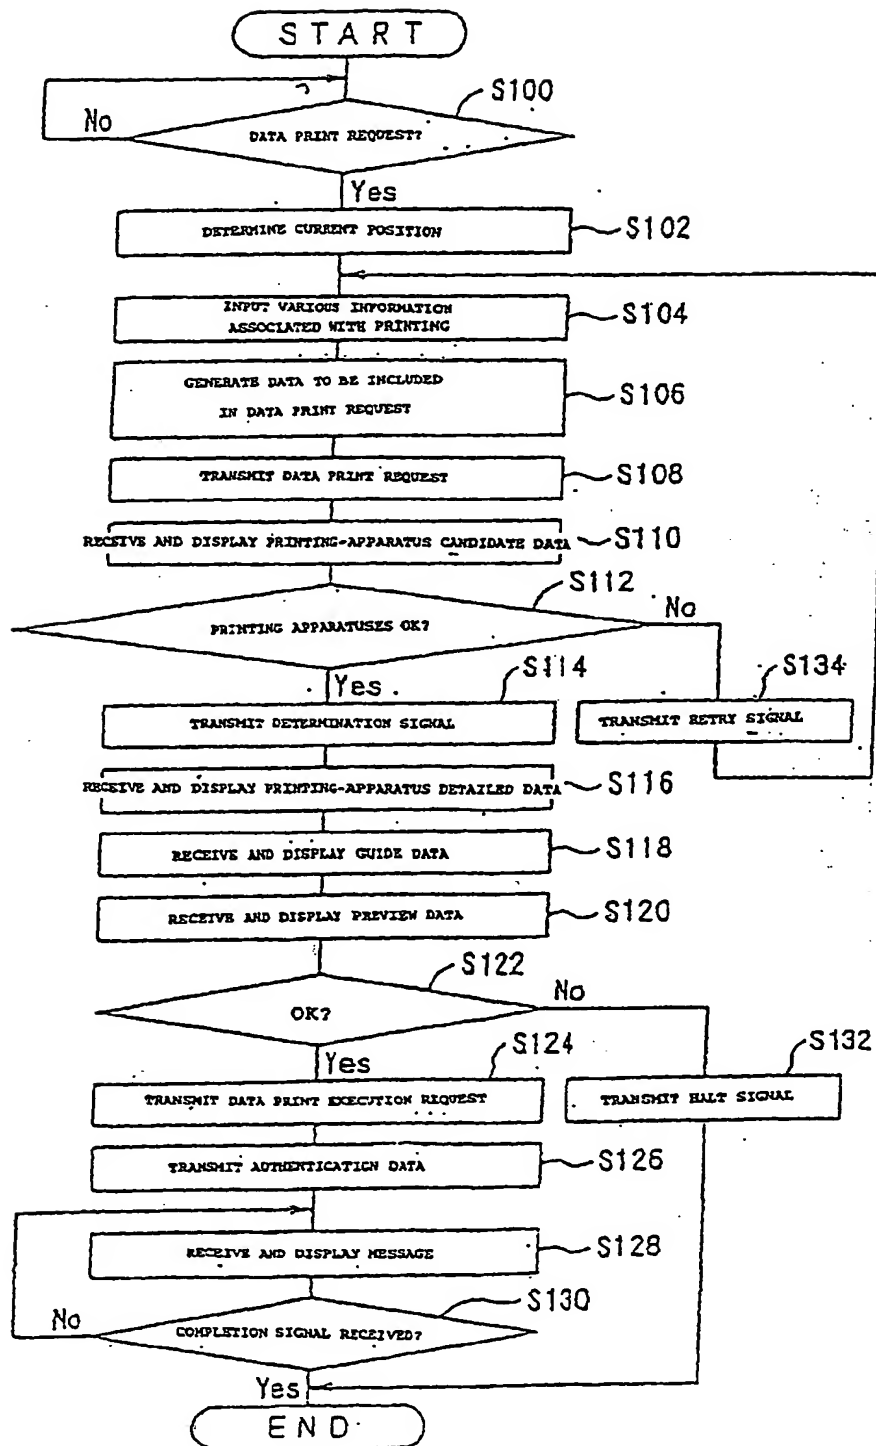 START
S100
No
DATA PRINT REQUEST?
Yes
DETERMINE CURRENT POSITION
S102
INPUT VARIOUS INFORMATION
ASSOCIATED WITH PRINTING
S104
GENERATE DATA TO BE INCLUDED
IN DATA PRINT REQUEST
S106
TRANSMIT DATA PRINT REQUEST
S108
RECEIVE AND DISPLAY PRINTING-APPARATUS CANDIDATE DATA
S110
S112
No
PRINTING APPARATUSES OK?
Yes
S114
S134
TRANSMIT DETERMINATION SIGNAL
TRANSMIT RETRY SIGNAL
RECEIVE AND DISPLAY PRINTING-APPARATUS DETAILED DATA
S116
RECEIVE AND DISPLAY GUIDE DATA
S118
RECEIVE AND DISPLAY PREVIEW DATA
S120
S122
No
OK?
Yes
S124
S132
TRANSMIT DATA PRINT EXECUTION REQUEST
TRANSMIT HALT SIGNAL
TRANSMIT AUTHENTICATION DATA
S126
RECEIVE AND DISPLAY MESSAGE
S128
S130
No
COMPLETION SIGNAL RECEIVED?
Yes
END